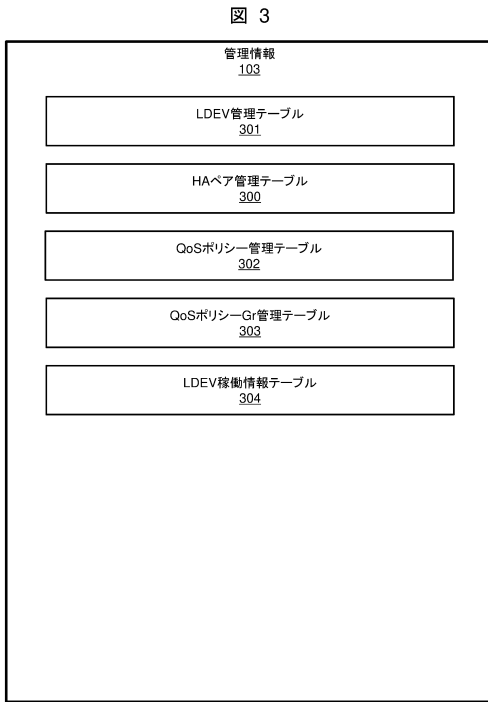 図 3
管理情報
103
LDEV管理テーブル
301
HAペア管理テーブル
300
QoSポリシー管理テーブル
302
QoSポリシーGr管理テーブル
303
LDEV稼働情報テーブル
304